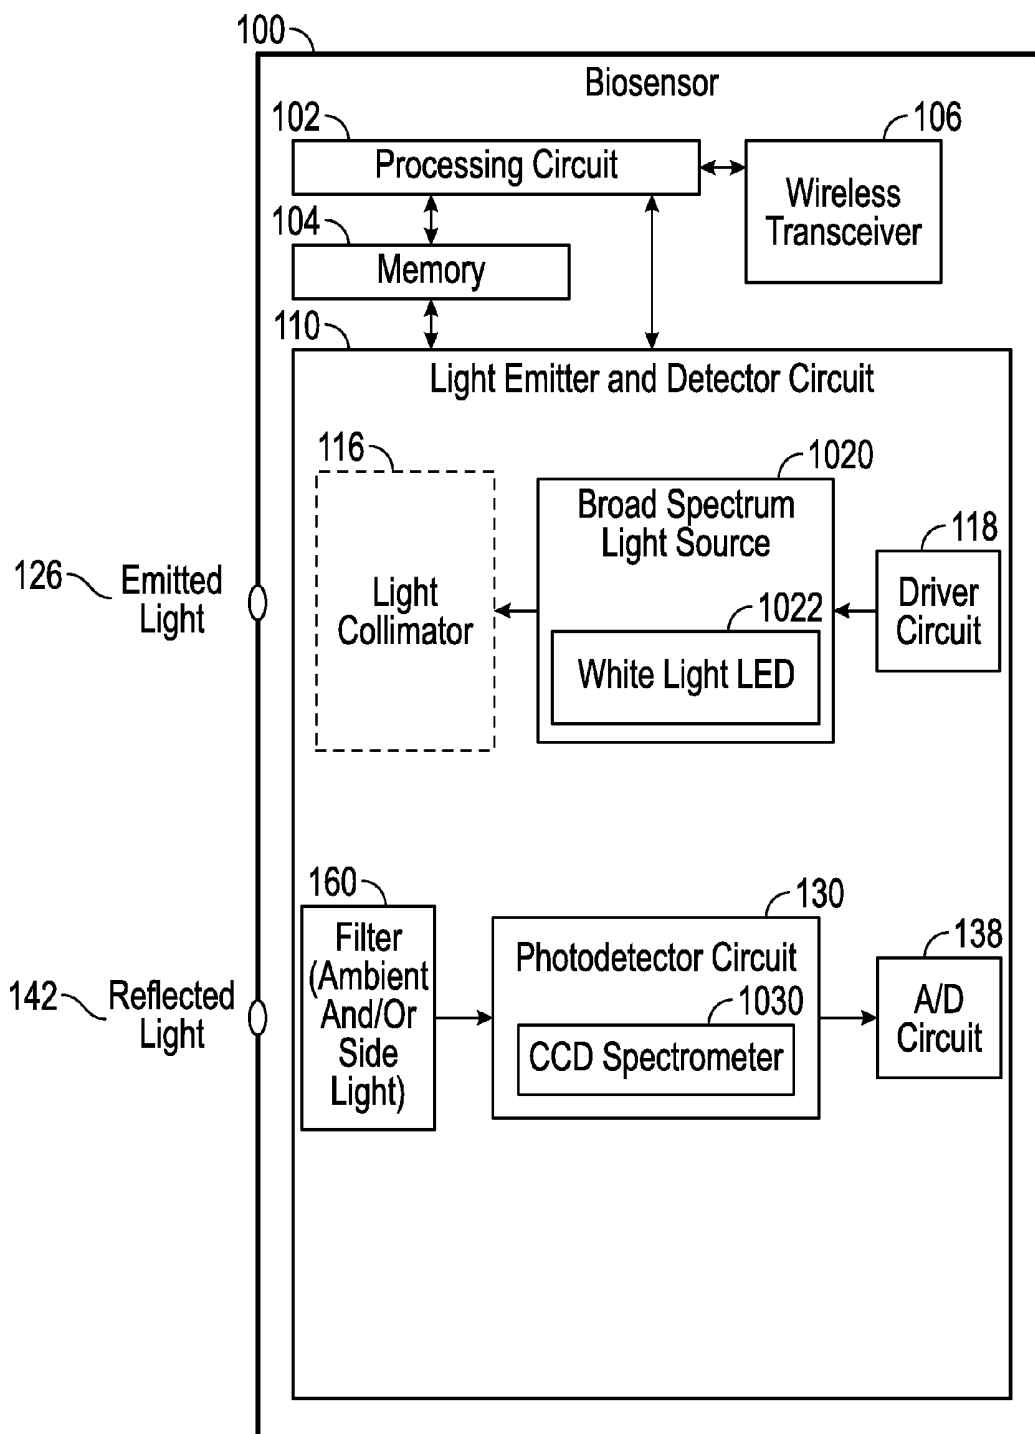 100
Biosensor
102
106
Processing Circuit
Wireless
Transceiver
104
Memory
110
Light Emitter and Detector Circuit
116
1020
Broad Spectrum
Light Source
118
126
Emitted
Light
Light
Collimator
1022
White Light LED
Driver
Circuit
160
130
138
Filter
(Ambient
And/Or
Side
Light)
Photodetector Circuit
1030
CCD Spectrometer
A/D
Circuit
142
Reflected
Light